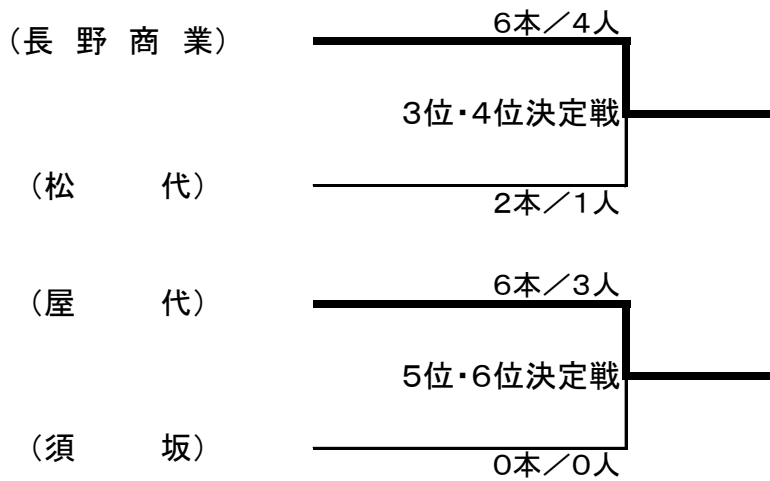 ６本／４人
（長　野　商　業）
３位・４位決定戦
（松　　　代）
２本／１人
６本／３人
（屋　　　代）
５位・６位決定戦
（須　　　坂）
０本／０人